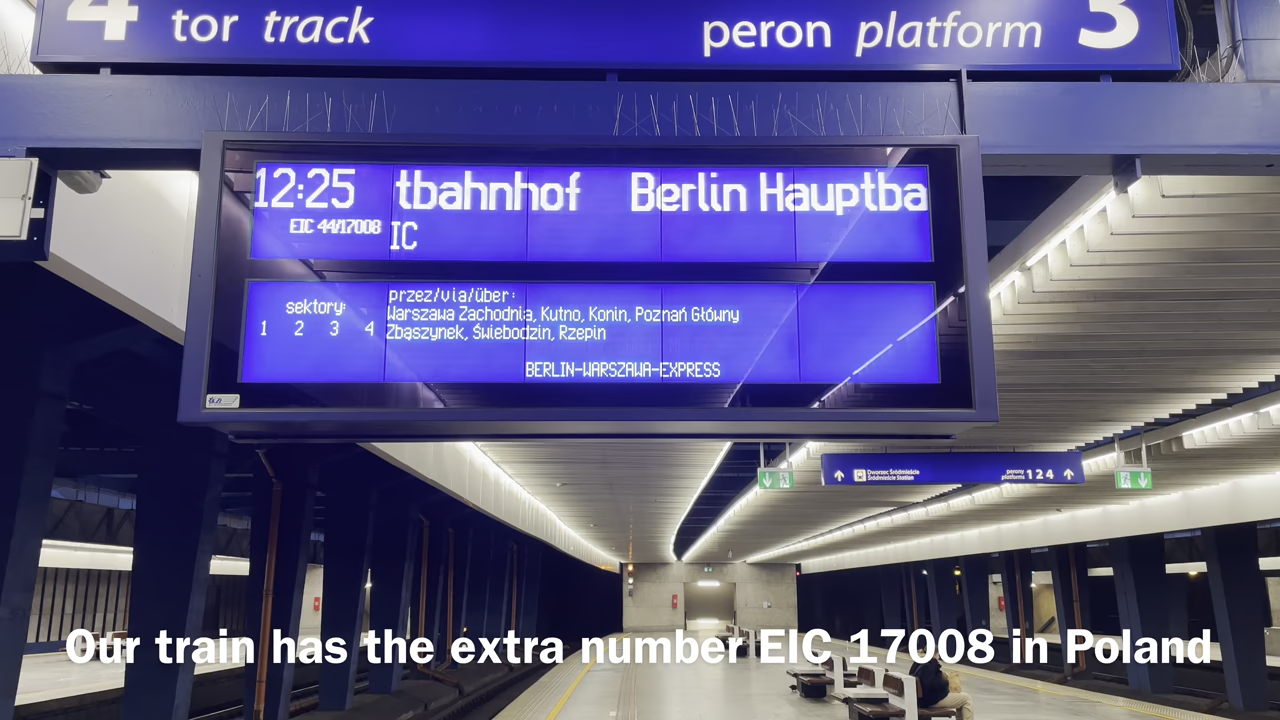 4 tor track peron platform 3
12:25 tbahnhof Berlin Hauptba
EIC 44/17008 IC
przez/via/über:
sektory:
Warszawa Zachodnia, Kutno, Konin, Poznań Główny
1 2 3 4 Zbąszynek, Świebodzin, Rzepin
BERLIN-WARSZAWA-EXPRESS
Dworzec Śródmieście
Śródmieście Station
perony
platforms 1 2 4
Our train has the extra number EIC 17008 in Poland